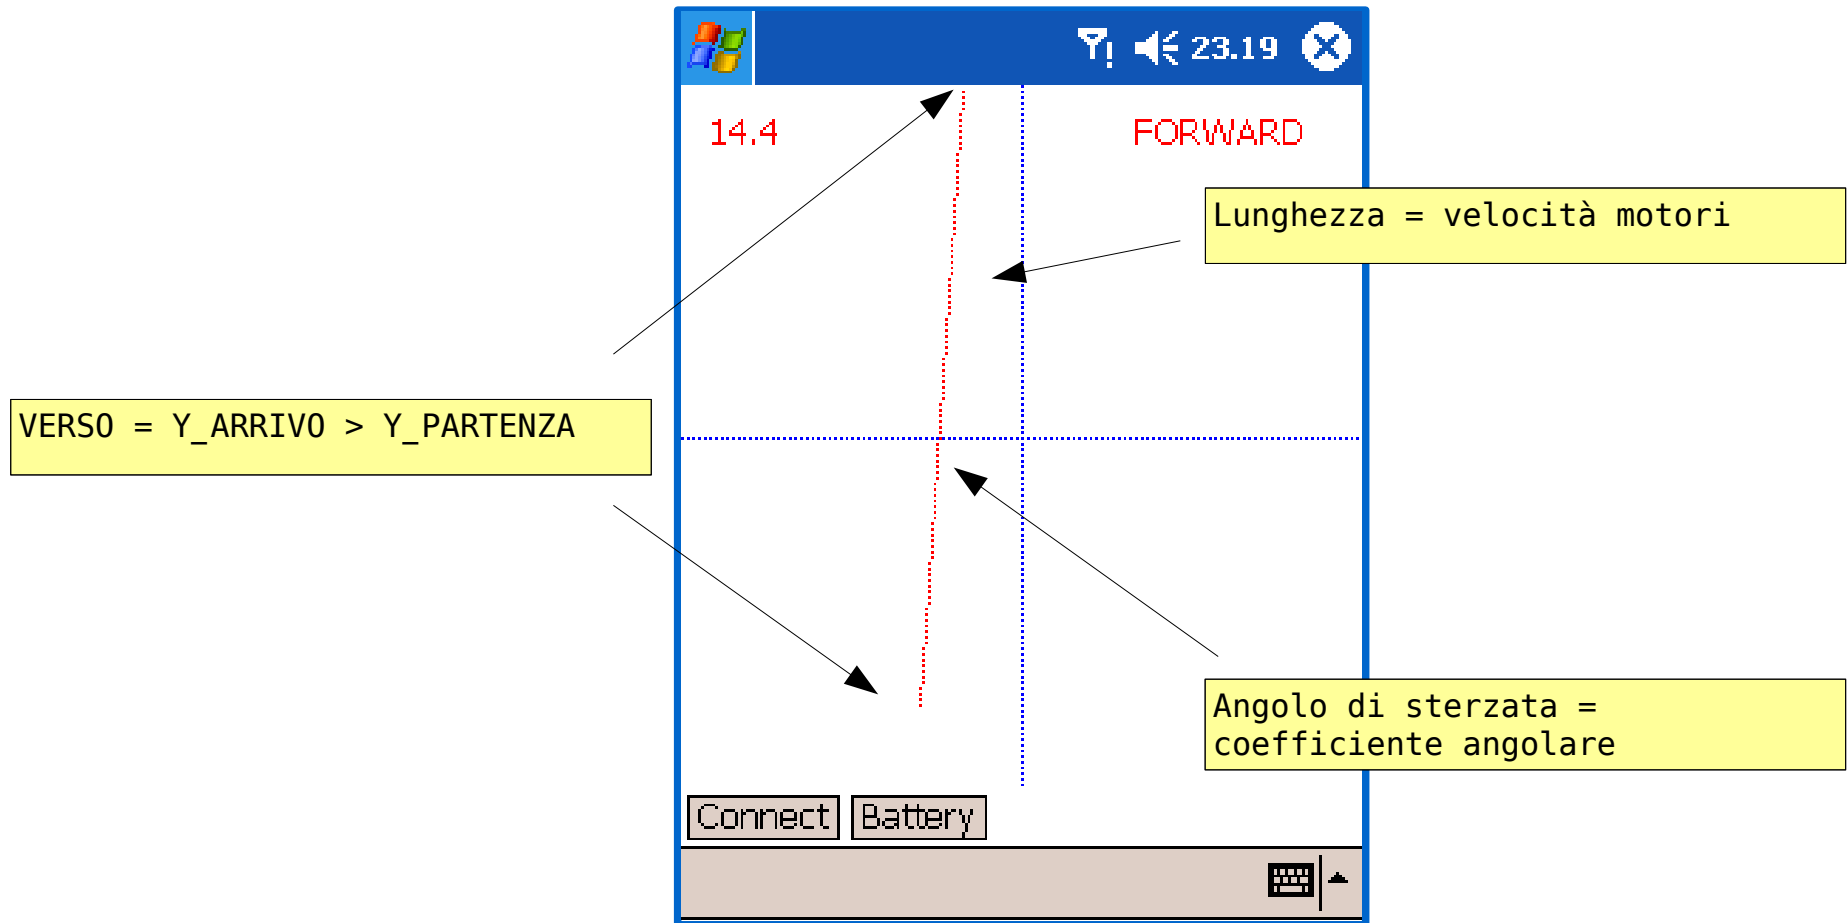 23.19
14.4
FORWARD
Lunghezza = velocità motori
VERSO = Y_ARRIVO > Y_PARTENZA
Angolo di sterzata =
coefficiente angolare
Connect
Battery